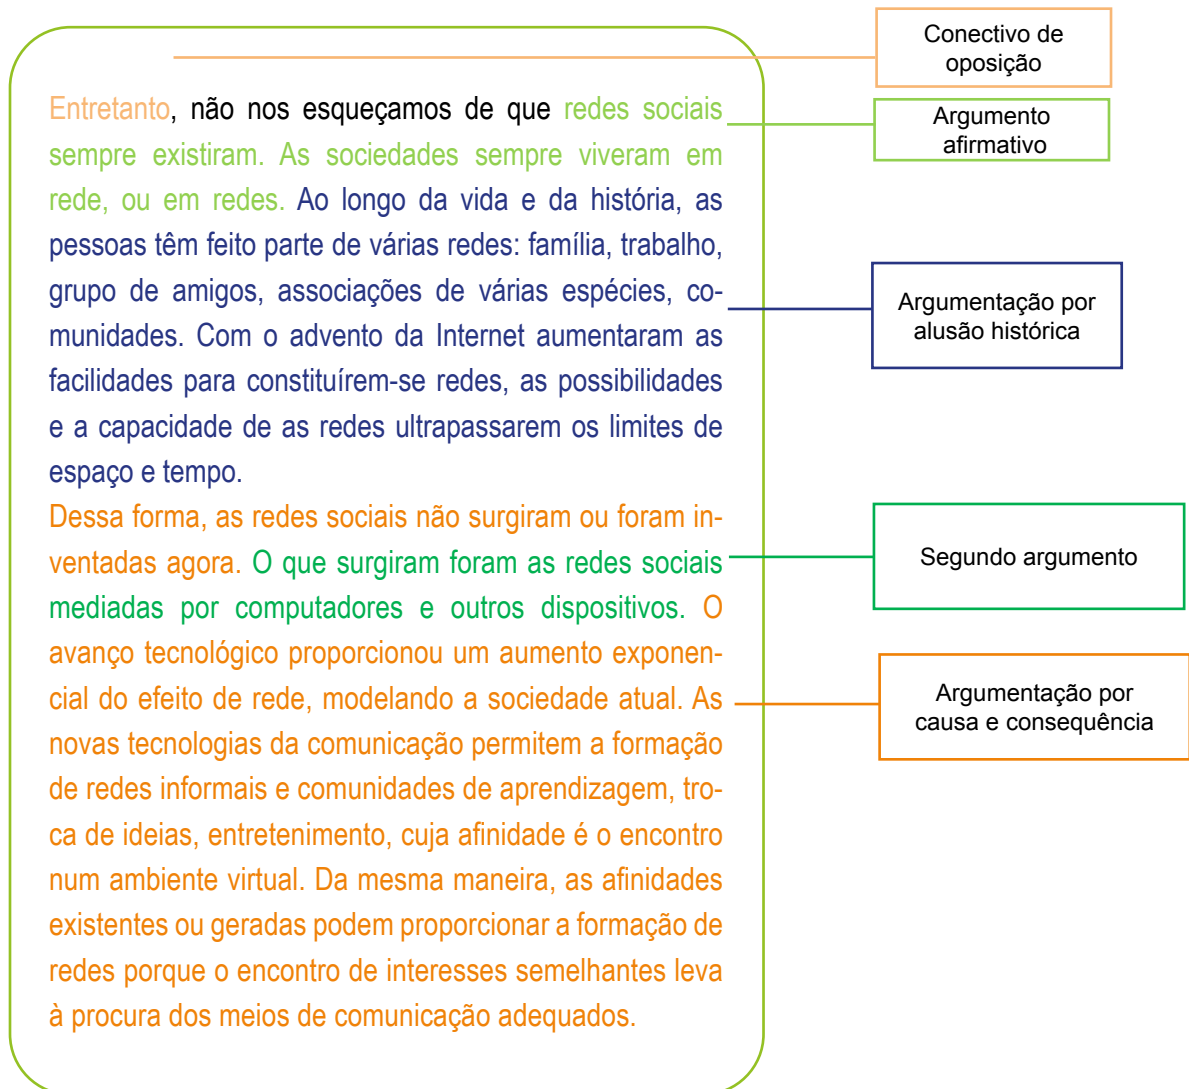 Conectivo de
oposição
Entretanto, não nos esqueçamos de que redes sociais
sempre existiram. As sociedades sempre viveram em
rede, ou em redes. Ao longo da vida e da história, as
pessoas têm feito parte de várias redes: família, trabalho,
grupo de amigos, associações de várias espécies, co-
munidades. Com o advento da Internet aumentaram as
facilidades para constituírem-se redes, as possibilidades
e a capacidade de as redes ultrapassarem os limites de
espaço e tempo.
Dessa forma, as redes sociais não surgiram ou foram in-
ventadas agora. O que surgiram foram as redes sociais
mediadas por computadores e outros dispositivos. O
avanço tecnológico proporcionou um aumento exponen-
cial do efeito de rede, modelando a sociedade atual. As
novas tecnologias da comunicação permitem a formação
de redes informais e comunidades de aprendizagem, tro-
ca de ideias, entretenimento, cuja afinidade é o encontro
num ambiente virtual. Da mesma maneira, as afinidades
existentes ou geradas podem proporcionar a formação de
redes porque o encontro de interesses semelhantes leva
à procura dos meios de comunicação adequados.
Argumento
afirmativo
Argumentação por
alusão histórica
Segundo argumento
Argumentação por
causa e consequência